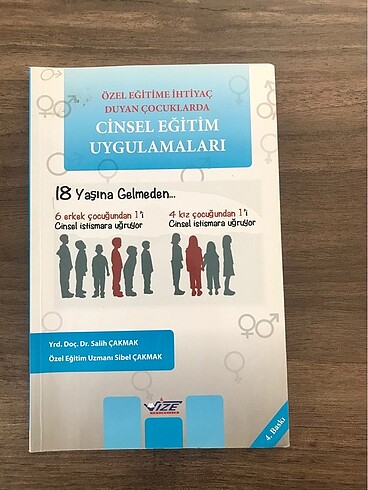 ÖZEL EĞİTİME İHTİYAÇ
DUYAN ÇOCUKLARDA
CİNSEL EĞİTİM
UYGULAMALARI
18 Yaşına Gelmeden...
6 erkek çocuğundan 1'i
Cinsel istismara uğruyor
4 kız çocuğundan 1'i
Cinsel istismara uğruyor
Yrd. Doç. Dr. Salih ÇAKMAK
Özel Eğitim Uzmanı Sibel ÇAKMAK
VİZE
4. Baskı